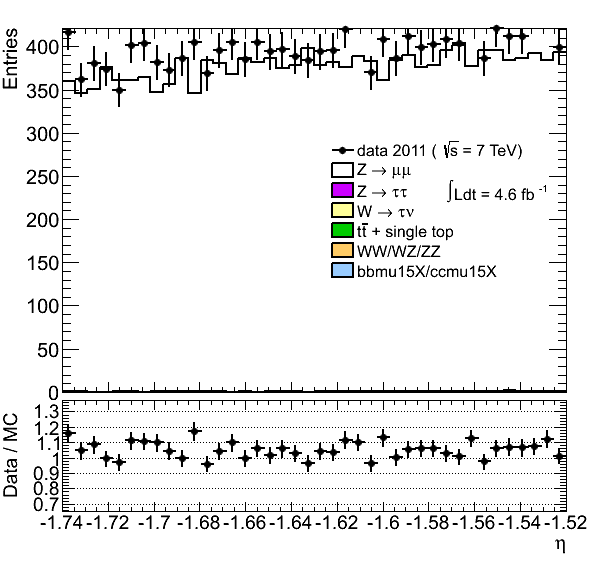 Entries
400
350
300
250
200
150
100
50
0
data 2011 ( √s = 7 TeV)
Z → μμ
Z → ττ
∫Ldt = 4.6 fb⁻¹
W → τν
tt̄ + single top
WW/WZ/ZZ
bbmu15X/ccmu15X
Data / MC
1.3
1.2
1.1
1
0.9
0.8
0.7
-1.74 -1.72 -1.7 -1.68 -1.66 -1.64 -1.62 -1.6 -1.58 -1.56 -1.54 -1.52
η